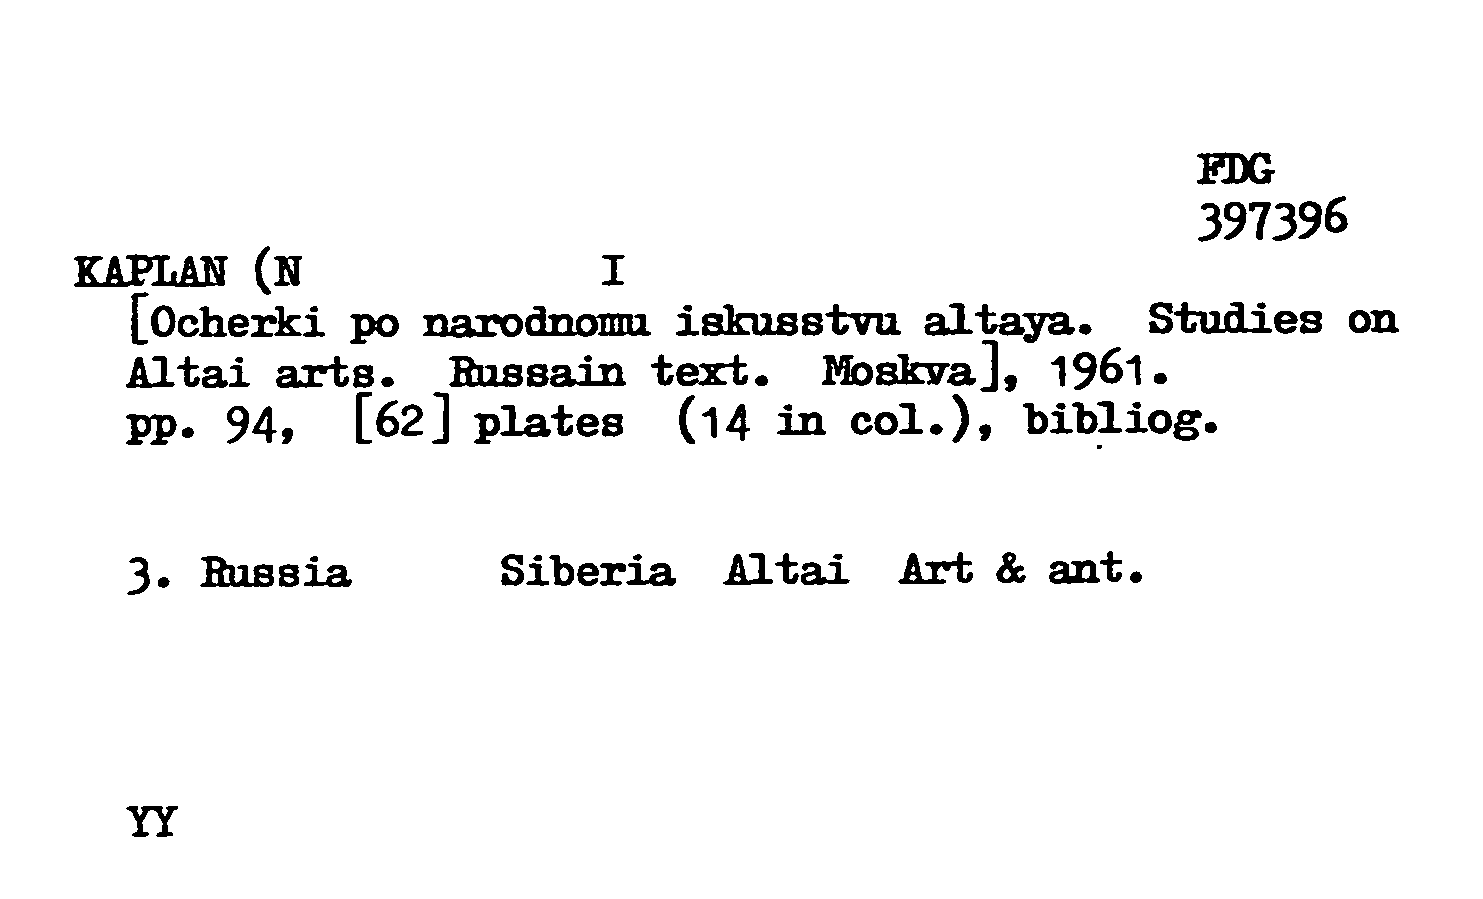 FDG
397396
KAPLAN (N I
[Ocherki po narodnomu iskusstvu altaya. Studies on
Altai arts. Russain text. Moskva], 1961.
pp. 94, [62] plates (14 in col.), bibliog.
3. Russia Siberia Altai Art & ant.
YY